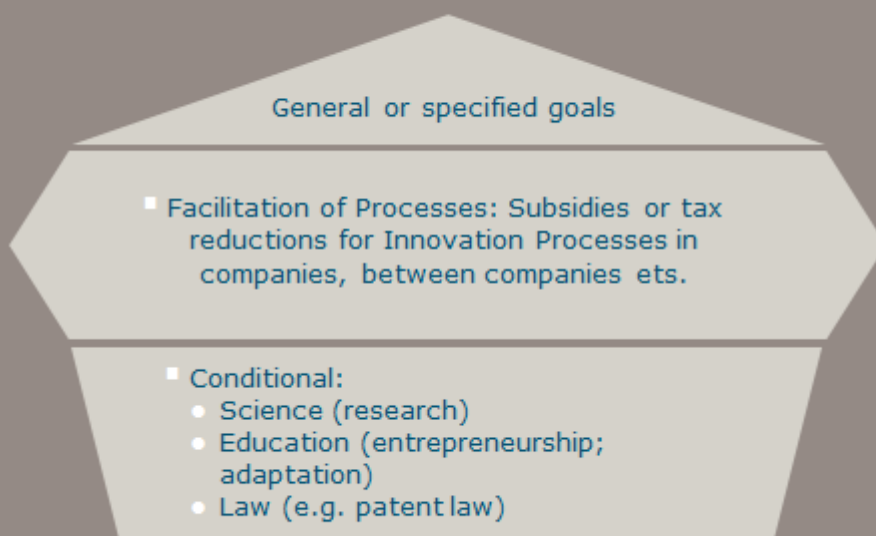 General or specified goals
▪ Facilitation of Processes: Subsidies or tax
reductions for Innovation Processes in
companies, between companies ets.
▪ Conditional:
• Science (research)
• Education (entrepreneurship;
adaptation)
• Law (e.g. patent law)